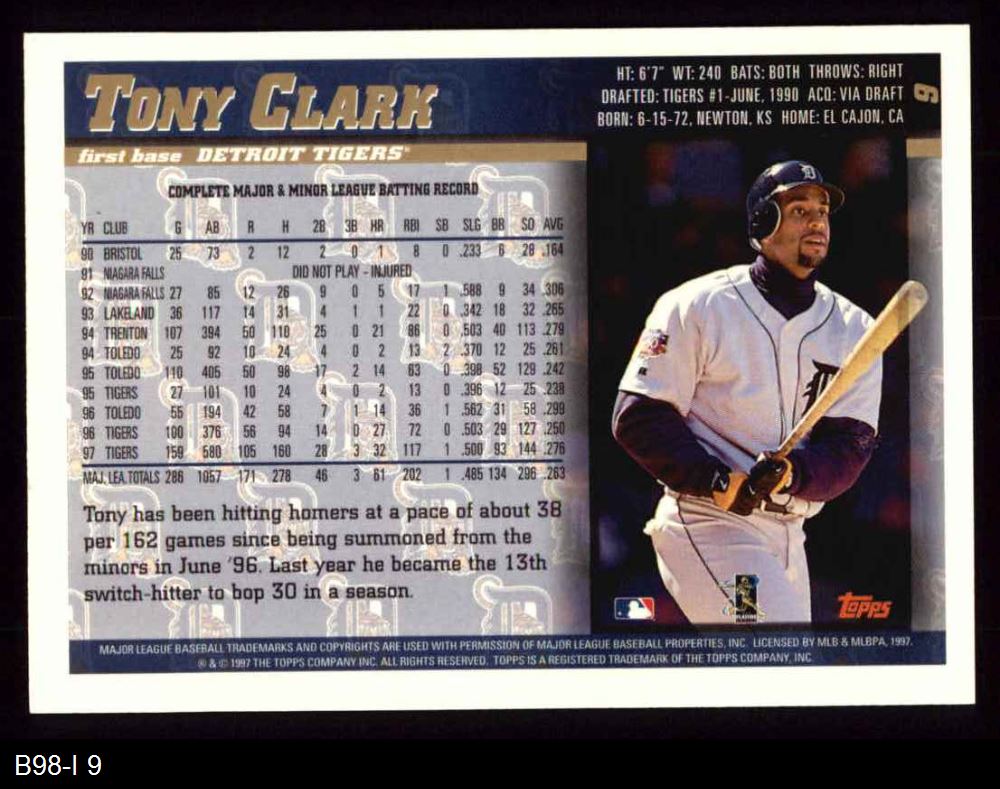 TONY CLARK
first base DETROIT TIGERS
HT: 6'7" WT: 240 BATS: BOTH THROWS: RIGHT
DRAFTED: TIGERS #1-JUNE, 1990 ACQ: VIA DRAFT
BORN: 6-15-72, NEWTON, KS HOME: EL CAJON, CA
9
COMPLETE MAJOR & MINOR LEAGUE BATTING RECORD
YR CLUB G AB R H 2B 3B HR RBI SB SLG BB SO AVG
90 BRISTOL 25 73 2 12 2 0 1 8 0 .233 6 28 .164
91 NIAGARA FALLS DID NOT PLAY - INJURED
92 NIAGARA FALLS 27 85 12 26 9 0 5 17 1 .588 9 34 .306
93 LAKELAND 36 117 14 31 4 1 1 22 0 .342 18 32 .265
94 TRENTON 107 394 50 110 25 0 21 86 0 .503 40 113 .279
94 TOLEDO 25 92 10 24 4 0 2 13 2 .370 12 25 .261
95 TOLEDO 110 405 50 98 17 2 14 63 0 .398 52 129 .242
95 TIGERS 27 101 10 24 4 0 2 13 0 .396 12 25 .238
96 TOLEDO 55 194 42 58 7 1 14 36 1 .562 31 58 .299
96 TIGERS 100 376 56 94 14 0 27 72 0 .503 29 127 .250
97 TIGERS 159 580 105 160 28 3 32 117 1 .500 93 144 .276
MAJ. LEA. TOTALS 286 1057 171 278 46 3 61 202 1 .485 134 296 .263
Tony has been hitting homers at a pace of about 38
per 162 games since being summoned from the
minors in June '96. Last year he became the 13th
switch-hitter to bop 30 in a season.
TOPPS
MAJOR LEAGUE BASEBALL TRADEMARKS AND COPYRIGHTS ARE USED WITH PERMISSION OF MAJOR LEAGUE BASEBALL PROPERTIES, INC. LICENSED BY MLB & MLBPA, 1997.
® & © 1997 THE TOPPS COMPANY INC. ALL RIGHTS RESERVED. TOPPS IS A REGISTERED TRADEMARK OF THE TOPPS COMPANY, INC
B98-I 9